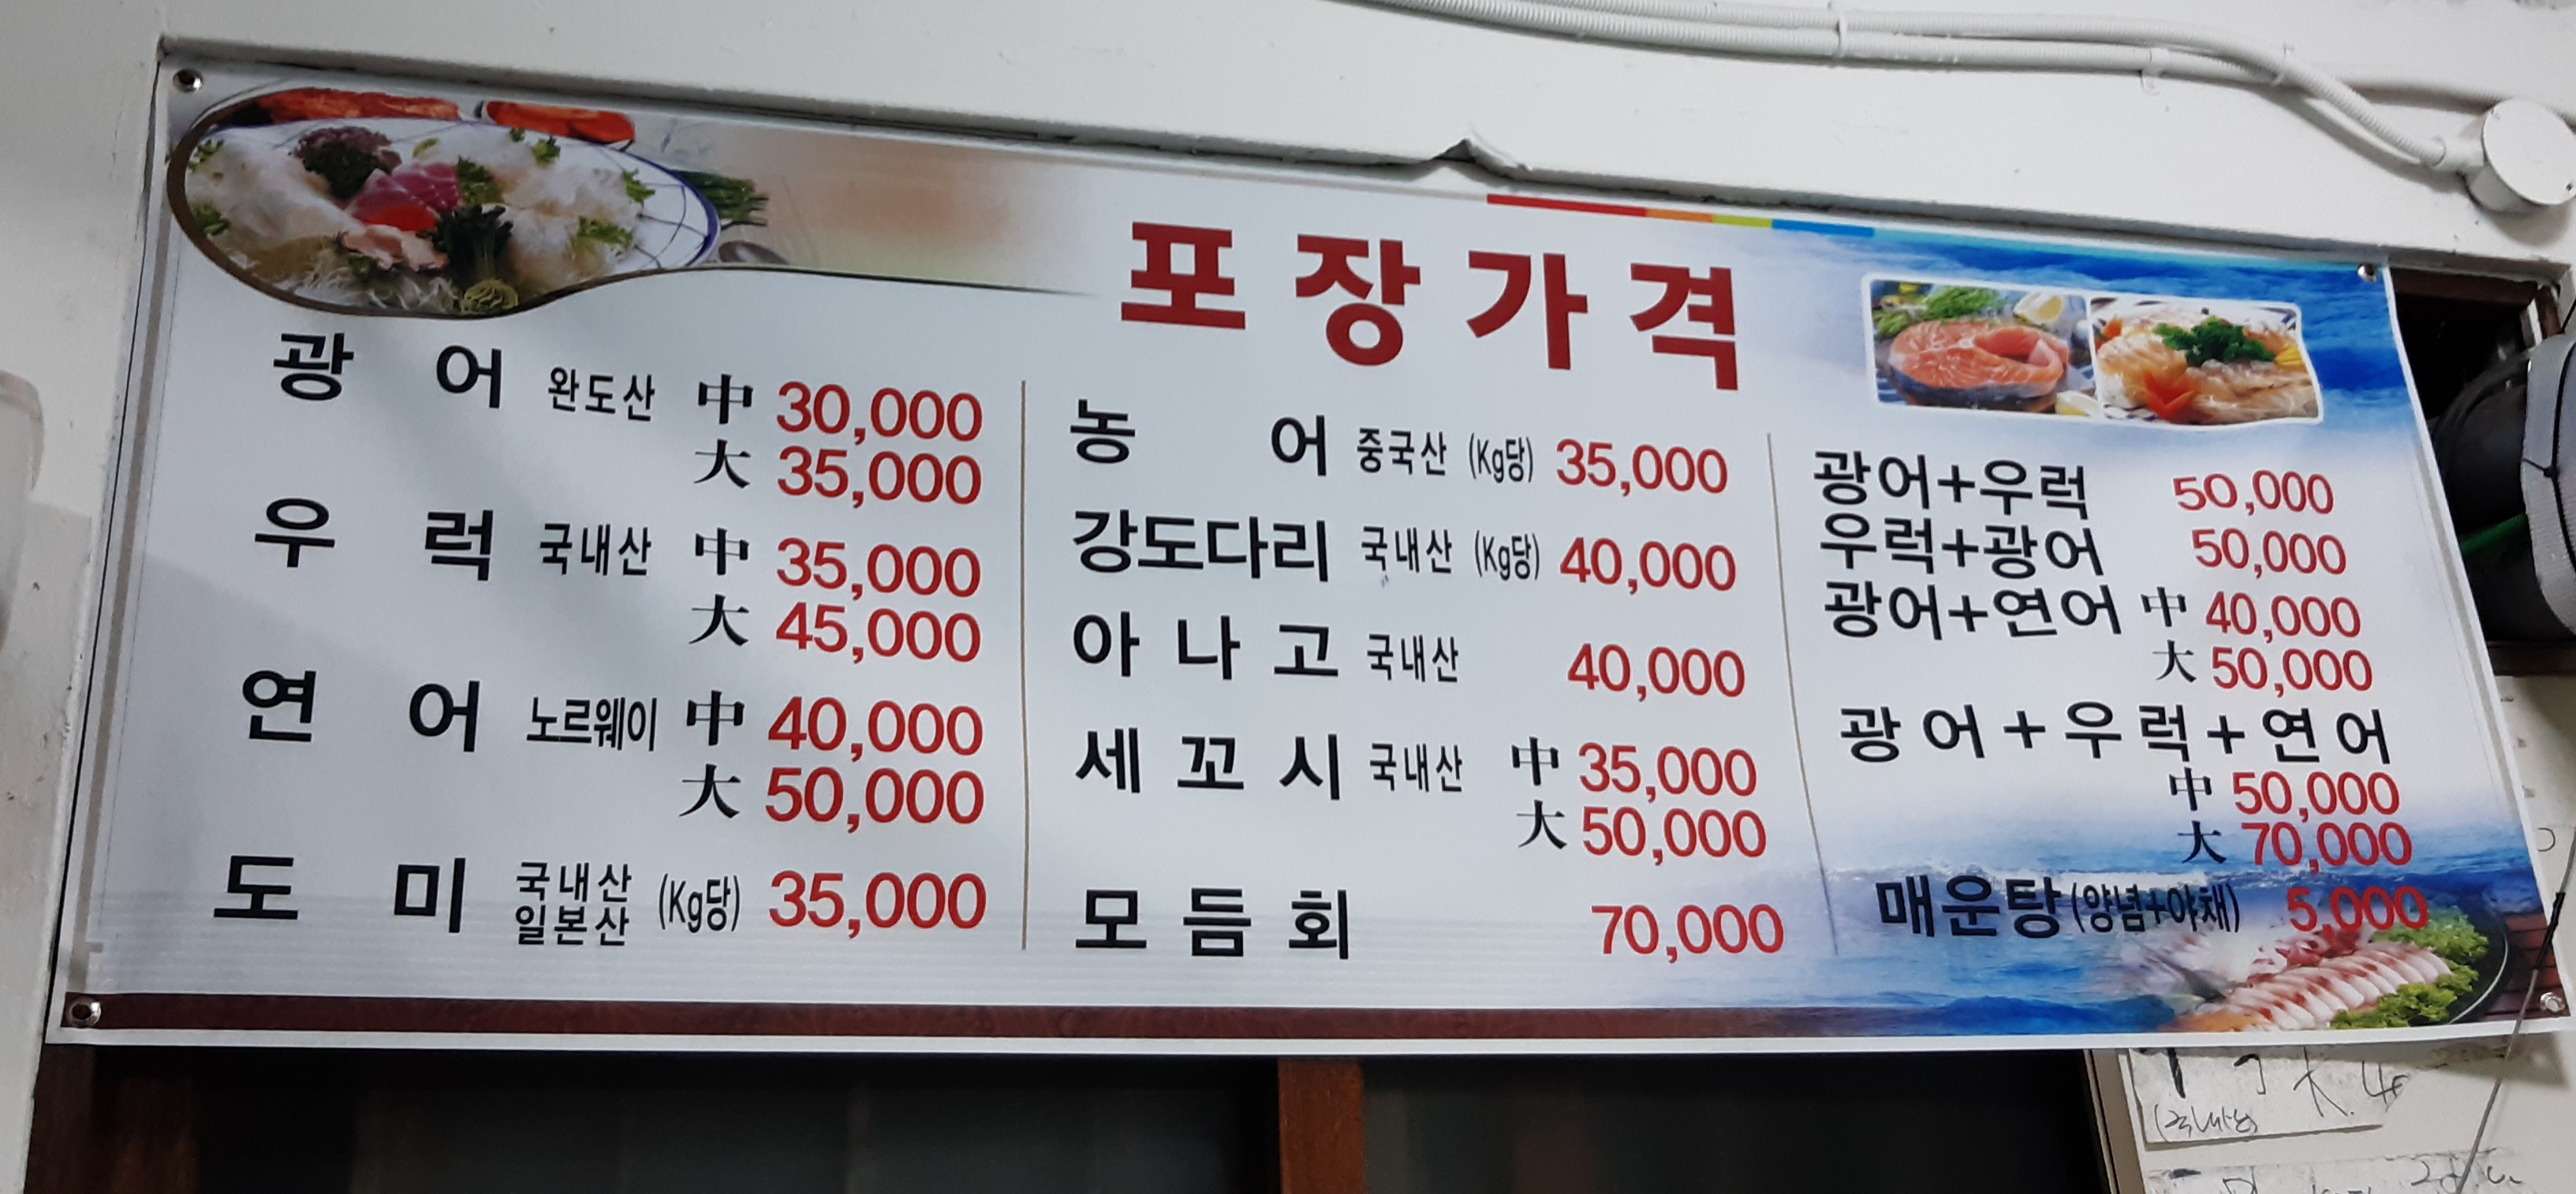 포장가격
광어 완도산 中 30,000
大 35,000
우럭 국내산 中 35,000
大 45,000
연어 노르웨이 中 40,000
大 50,000
도미 국내산 일본산 (Kg당) 35,000
농어 중국산 (Kg당) 35,000
강도다리 국내산 (Kg당) 40,000
아나고 국내산 40,000
세꼬시 국내산 中 35,000
大 50,000
모듬회 70,000
광어+우럭 50,000
우럭+광어 50,000
광어+연어 中 40,000
大 50,000
광어+우럭+연어
中 50,000
大 70,000
매운탕(양념+야채) 5,000